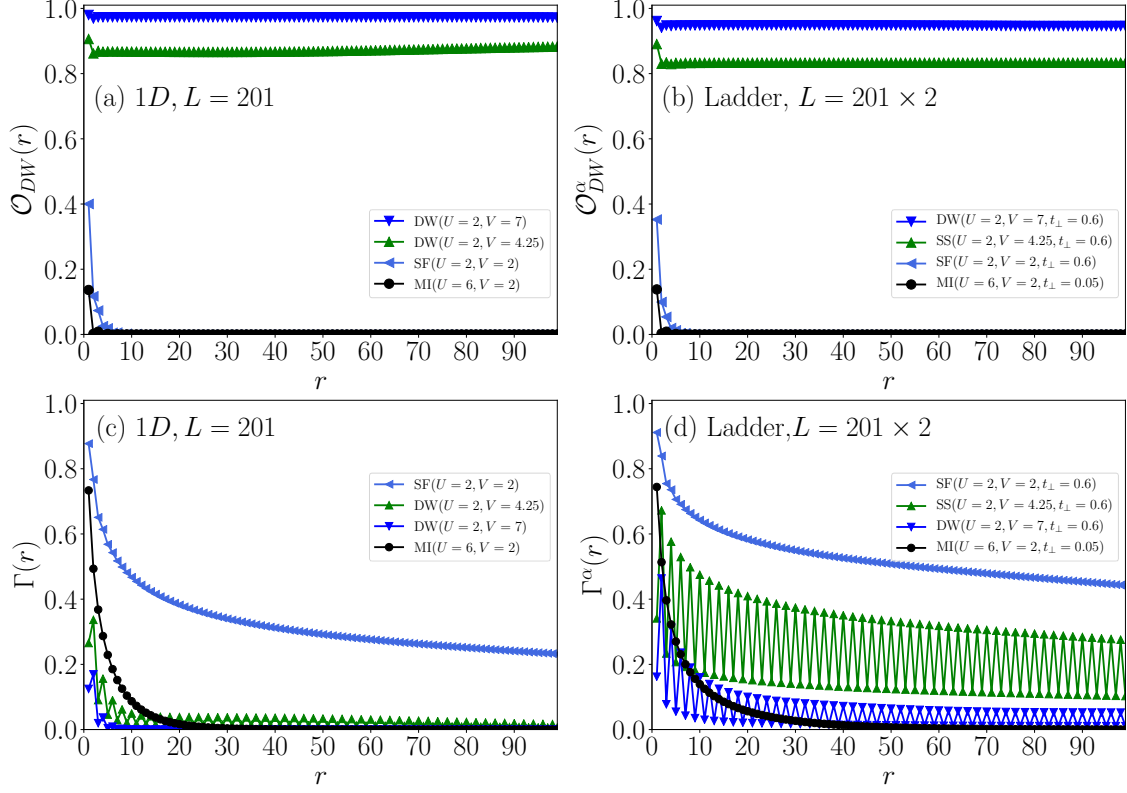 (a) 1D, L = 201
1.0
0.8
0.6
0.4
0.2
0.0
𝒪_{DW}(r)
DW(U = 2, V = 7)
DW(U = 2, V = 4.25)
SF(U = 2, V = 2)
MI(U = 6, V = 2)
0 10 20 30 40 50 60 70 80 90
r
(b) Ladder, L = 201 × 2
1.0
0.8
0.6
0.4
0.2
0.0
𝒪^α_{DW}(r)
DW(U = 2, V = 7, t_⊥ = 0.6)
SS(U = 2, V = 4.25, t_⊥ = 0.6)
SF(U = 2, V = 2, t_⊥ = 0.6)
MI(U = 6, V = 2, t_⊥ = 0.05)
0 10 20 30 40 50 60 70 80 90
r
(c) 1D, L = 201
1.0
0.8
0.6
0.4
0.2
0.0
Γ(r)
SF(U = 2, V = 2)
DW(U = 2, V = 4.25)
DW(U = 2, V = 7)
MI(U = 6, V = 2)
0 10 20 30 40 50 60 70 80 90
r
(d) Ladder,L = 201 × 2
1.0
0.8
0.6
0.4
0.2
0.0
Γ^α(r)
SF(U = 2, V = 2, t_⊥ = 0.6)
SS(U = 2, V = 4.25, t_⊥ = 0.6)
DW(U = 2, V = 7, t_⊥ = 0.6)
MI(U = 6, V = 2, t_⊥ = 0.05)
0 10 20 30 40 50 60 70 80 90
r